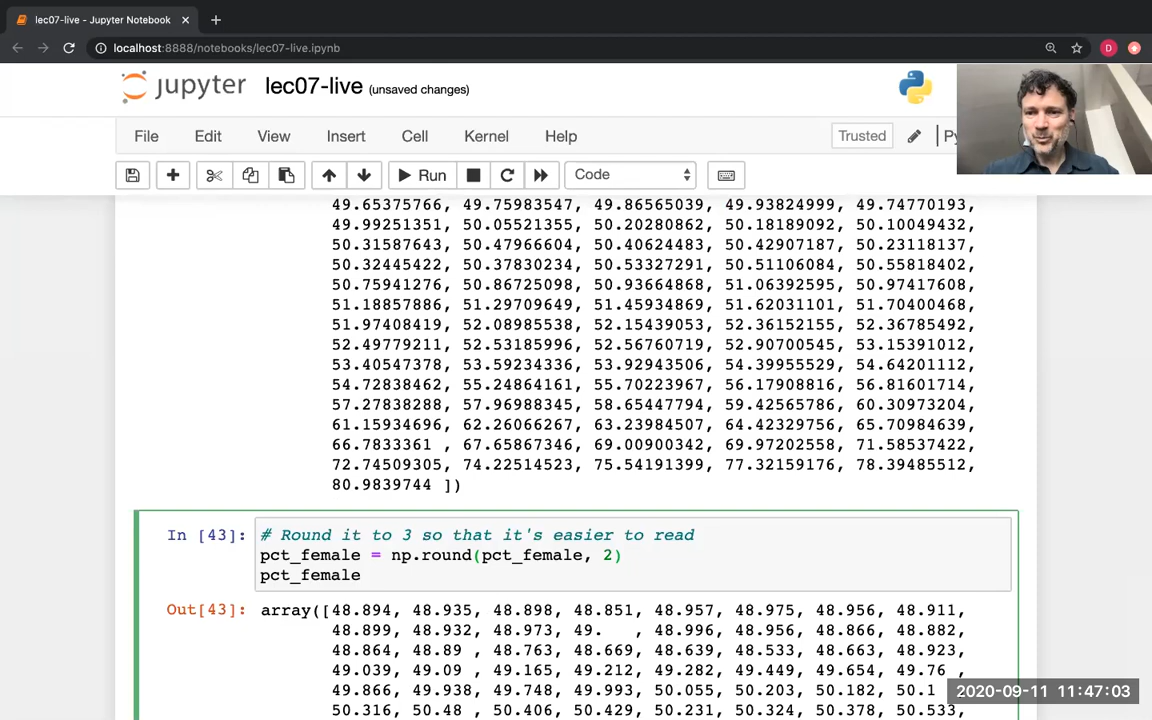 lec07-live - Jupyter Notebook
localhost:8888/notebooks/lec07-live.ipynb
D
jupyter lec07-live (unsaved changes)
File Edit View Insert Cell Kernel Help Trusted Py
Run Code
49.65375766, 49.75983547, 49.86565039, 49.93824999, 49.74770193,
49.99251351, 50.05521355, 50.20280862, 50.18189092, 50.10049432,
50.31587643, 50.47966604, 50.40624483, 50.42907187, 50.23118137,
50.32445422, 50.37830234, 50.53327291, 50.51106084, 50.55818402,
50.75941276, 50.86725098, 50.93664868, 51.06392595, 50.97417608,
51.18857886, 51.29709649, 51.45934869, 51.62031101, 51.70400468,
51.97408419, 52.08985538, 52.15439053, 52.36152155, 52.36785492,
52.49779211, 52.53185996, 52.56760719, 52.90700545, 53.15391012,
53.40547378, 53.59234336, 53.92943506, 54.39955529, 54.64201112,
54.72838462, 55.24864161, 55.70223967, 56.17908816, 56.81601714,
57.27838288, 57.96988345, 58.65447794, 59.42565786, 60.30973204,
61.15934696, 62.26066267, 63.23984507, 64.42329756, 65.70984639,
66.7833361 , 67.65867346, 69.00900342, 69.97202558, 71.58537422,
72.74509305, 74.22514523, 75.54191399, 77.32159176, 78.39485512,
80.9839744 ])
In [43]: # Round it to 3 so that it's easier to read
pct_female = np.round(pct_female, 2)
pct_female
Out[43]: array([48.894, 48.935, 48.898, 48.851, 48.957, 48.975, 48.956, 48.911,
48.899, 48.932, 48.973, 49. , 48.996, 48.956, 48.866, 48.882,
48.864, 48.89 , 48.763, 48.669, 48.639, 48.533, 48.663, 48.923,
49.039, 49.09 , 49.165, 49.212, 49.282, 49.449, 49.654, 49.76 ,
49.866, 49.938, 49.748, 49.993, 50.055, 50.203, 50.182, 50.1
50.316, 50.48 , 50.406, 50.429, 50.231, 50.324, 50.378, 50.533,
2020-09-11 11:47:03